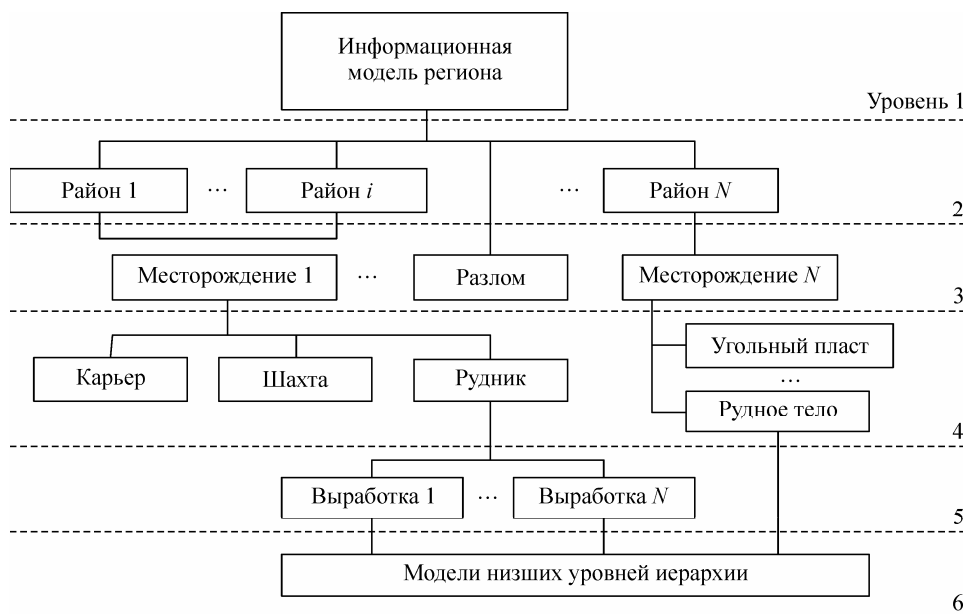 Информационная
модель региона
Уровень 1
Район 1
...
Район i
...
Район N
2
Месторождение 1
...
Разлом
Месторождение N
3
Карьер
Шахта
Рудник
Угольный пласт
...
Рудное тело
4
Выработка 1
...
Выработка N
5
Модели низших уровней иерархии
6